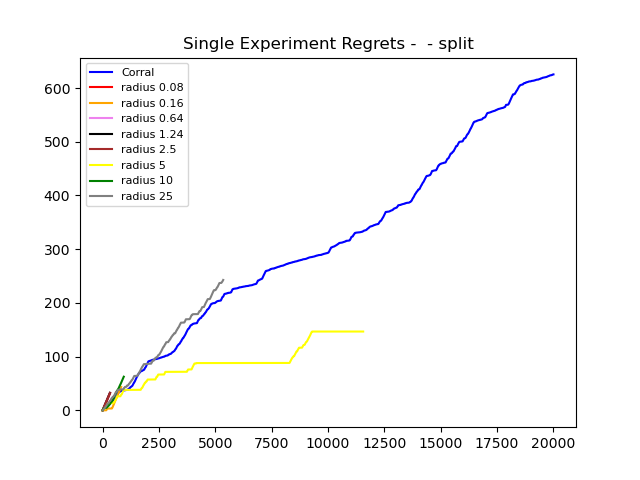 Single Experiment Regrets -  - split
Corral
radius 0.08
radius 0.16
radius 0.64
radius 1.24
radius 2.5
radius 5
radius 10
radius 25
600
500
400
300
200
100
0
0 2500 5000 7500 10000 12500 15000 17500 20000